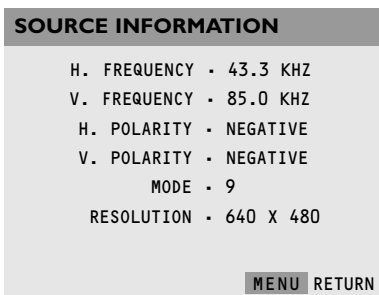 SOURCE INFORMATION
H. FREQUENCY • 43.3 KHZ
V. FREQUENCY • 85.0 KHZ
H. POLARITY • NEGATIVE
V. POLARITY • NEGATIVE
MODE • 9
RESOLUTION • 640 X 480
MENU RETURN